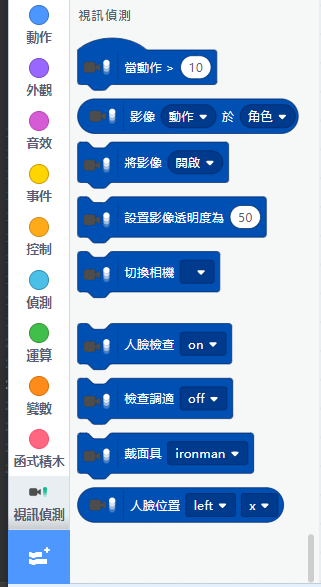 動作
外觀
音效
事件
控制
偵測
運算
變數
函式積木
視訊偵測
視訊偵測
當動作 > 10
影像 動作 於 角色
將影像 開啟
設置影像透明度為 50
切換相機
人臉檢查 on
檢查調適 off
戴面具 ironman
人臉位置 left x